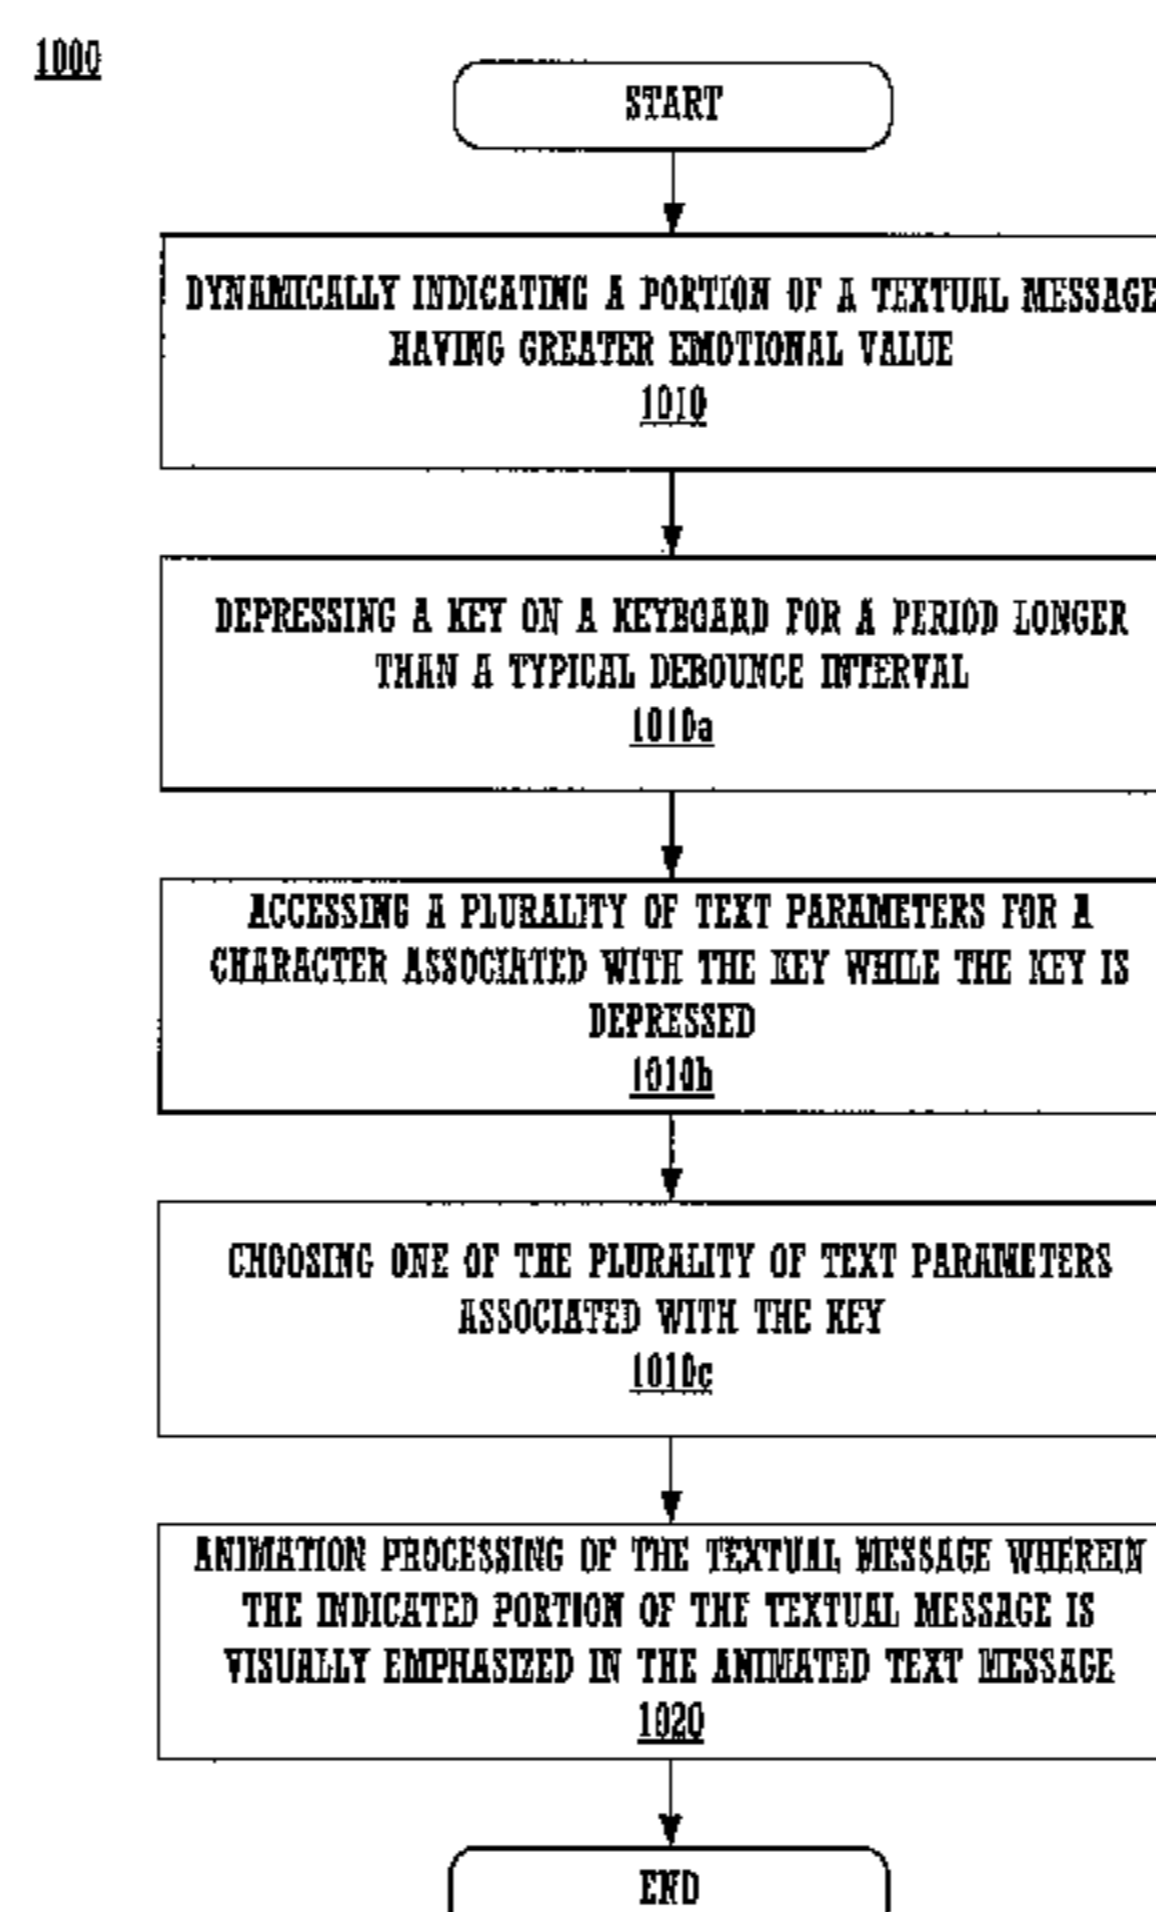 1000
START
DYNAMICALLY INDICATING A PORTION OF A TEXTUAL MESSAGE
HAVING GREATER EMOTIONAL VALUE
1010
DEPRESSING A KEY ON A KEYBOARD FOR A PERIOD LONGER
THAN A TYPICAL DEBOUNCE INTERVAL
1010a
ACCESSING A PLURALITY OF TEXT PARAMETERS FOR A
CHARACTER ASSOCIATED WITH THE KEY WHILE THE KEY IS
DEPRESSED
1010b
CHOOSING ONE OF THE PLURALITY OF TEXT PARAMETERS
ASSOCIATED WITH THE KEY
1010c
ANIMATION PROCESSING OF THE TEXTUAL MESSAGE WHEREIN
THE INDICATED PORTION OF THE TEXTUAL MESSAGE IS
VISUALLY EMPHASIZED IN THE ANIMATED TEXT MESSAGE
1020
END